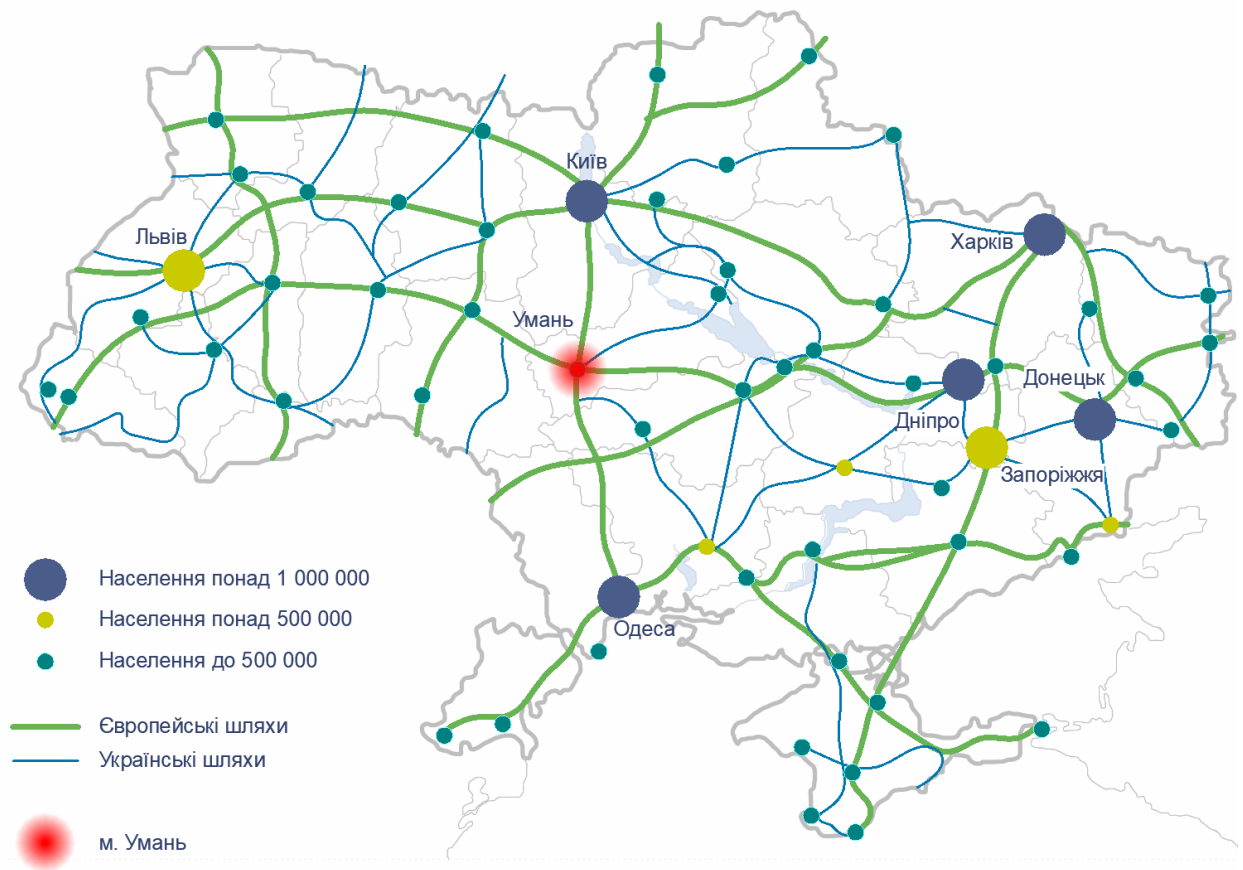 Київ
Харків
Львів
Умань
Донецьк
Дніпро
Запоріжжя
Одеса
Населення понад 1 000 000
Населення понад 500 000
Населення до 500 000
Європейські шляхи
Українські шляхи
м. Умань